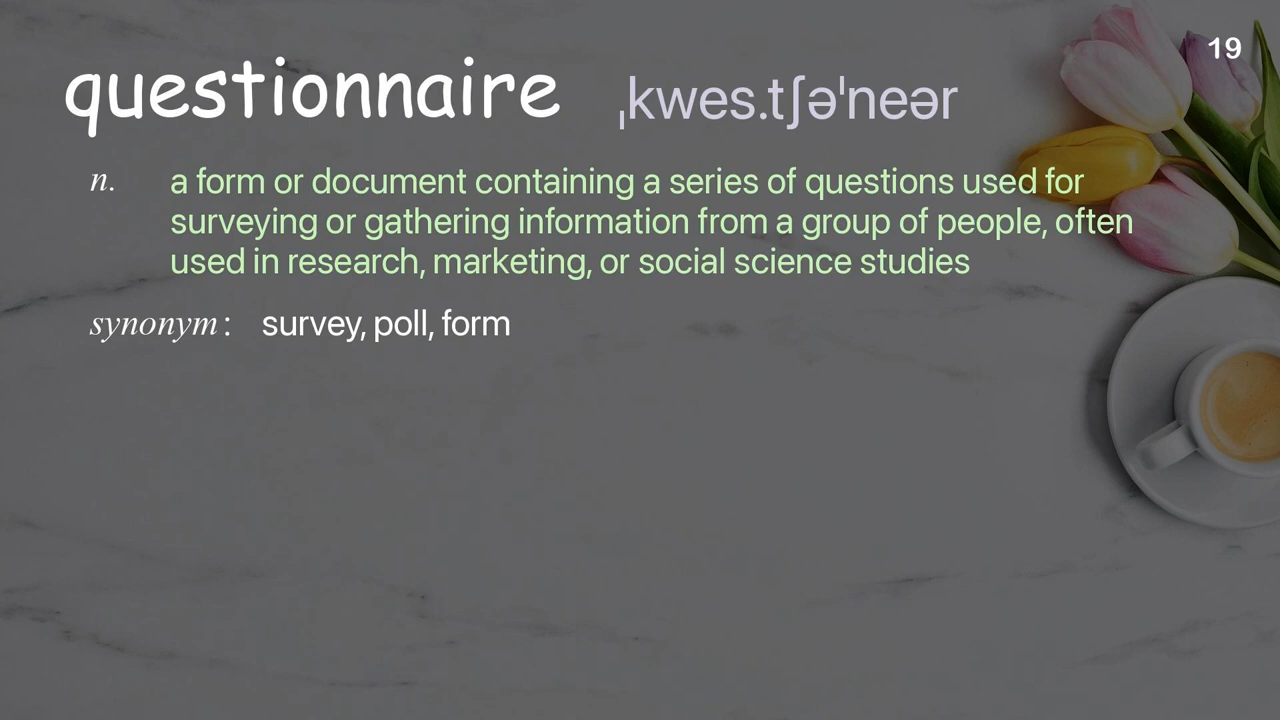 19
questionnaire ˌkwes.tʃəˈneər
n. a form or document containing a series of questions used for
surveying or gathering information from a group of people, often
used in research, marketing, or social science studies
synonym: survey, poll, form